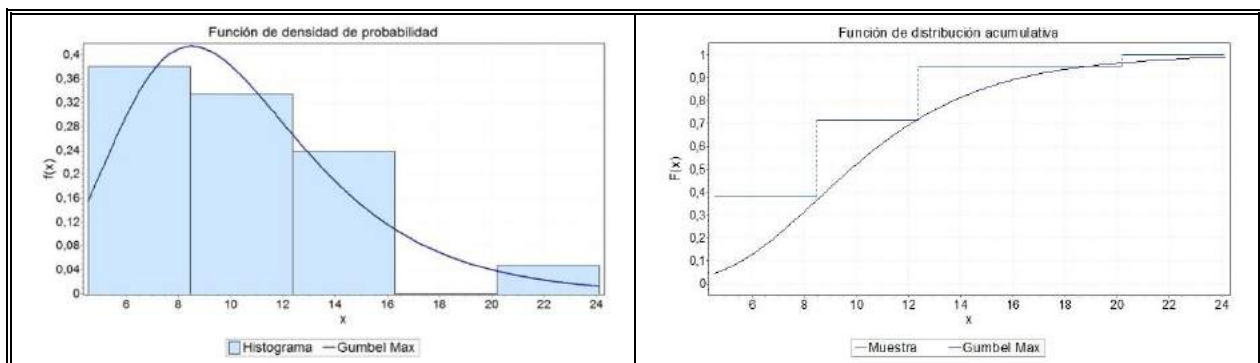 Función de densidad de probabilidad
0,4
0,36
0,32
0,28
0,24
0,2
0,16
0,12
0,08
0,04
0
f(x)
6 8 10 12 14 16 18 20 22 24
x
Histograma Gumbel Max
Función de distribución acumulativa
1
0,9
0,8
0,7
0,6
0,5
0,4
0,3
0,2
0,1
0
F(x)
6 8 10 12 14 16 18 20 22 24
x
Muestra Gumbel Max